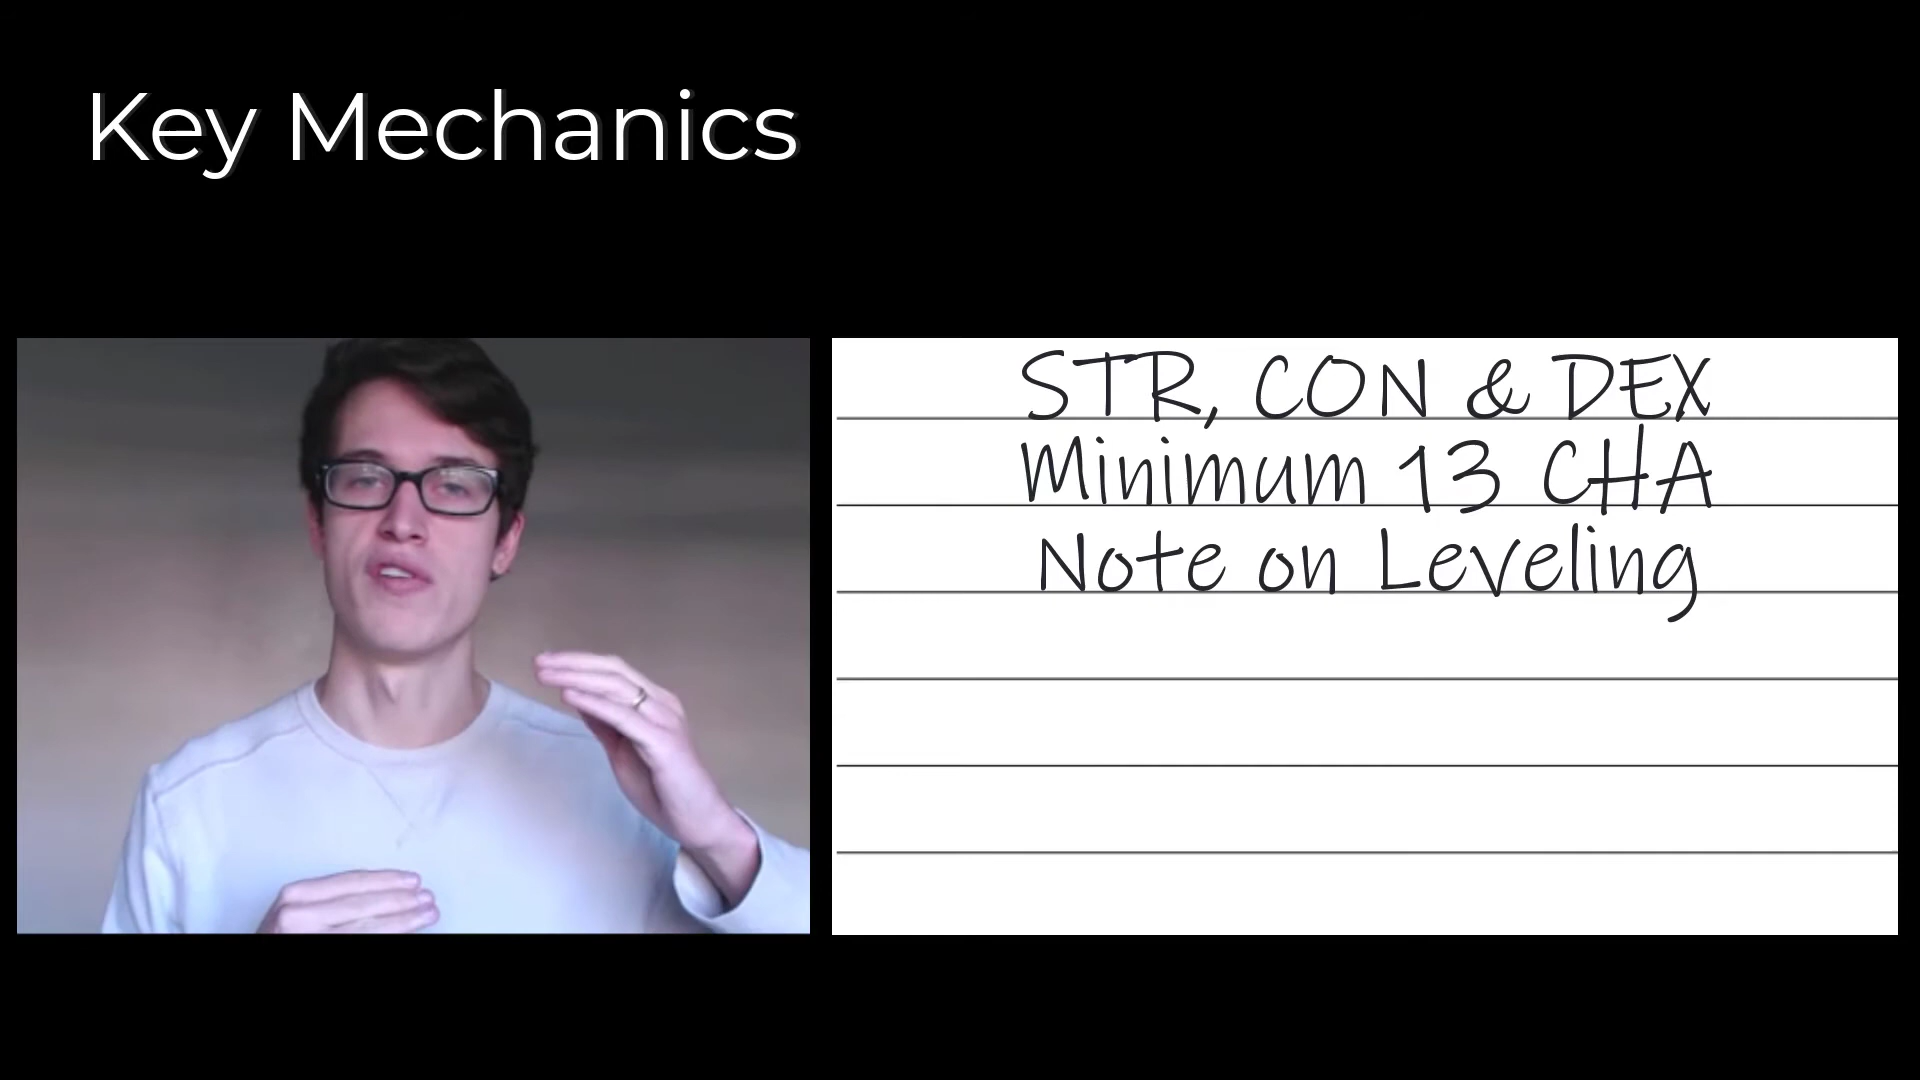 Key Mechanics
STR, CON & DEX
Minimum 13 CHA
Note on Leveling